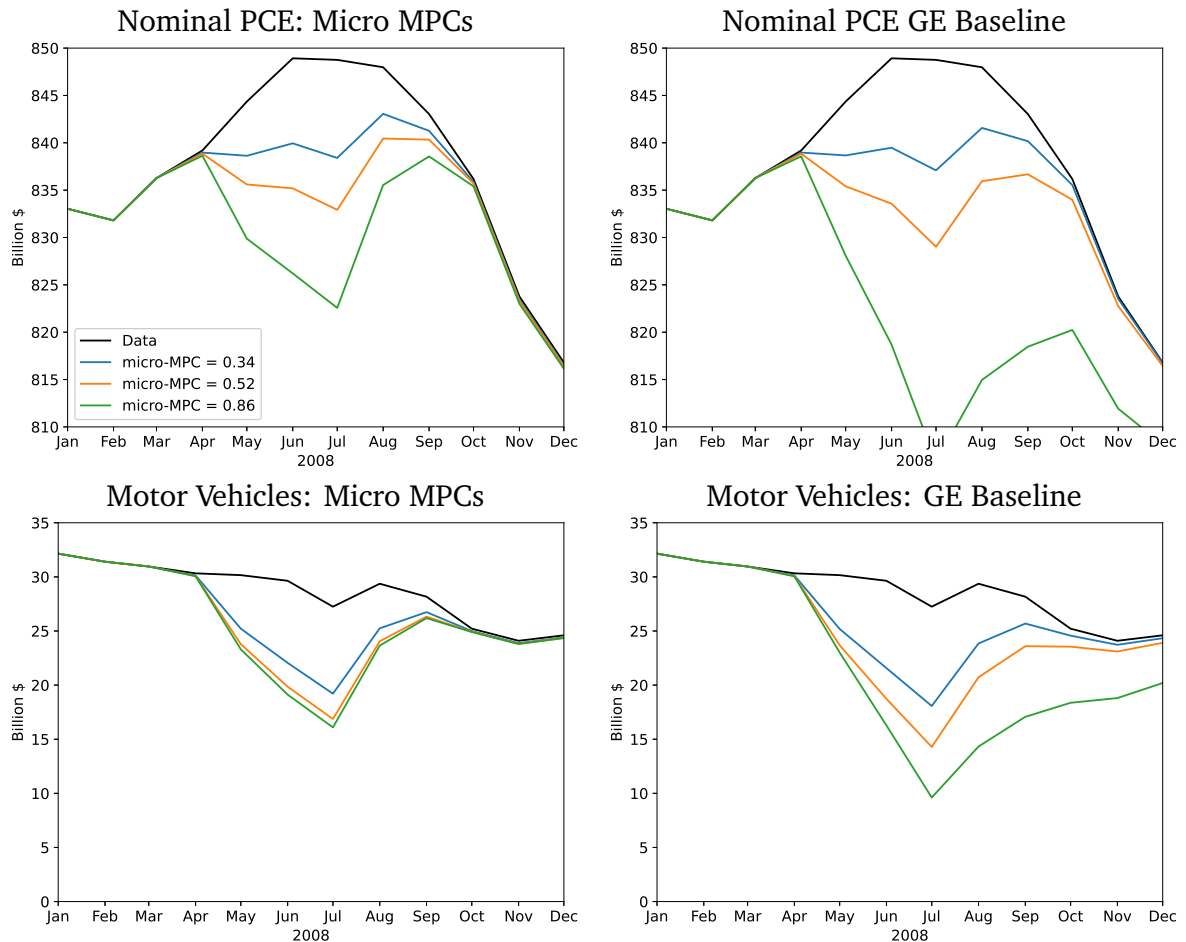 Nominal PCE: Micro MPCs
850
845
840
835
830
825
820
815
810
Billion $
Data
micro-MPC = 0.34
micro-MPC = 0.52
micro-MPC = 0.86
Jan Feb Mar Apr May Jun Jul Aug Sep Oct Nov Dec
2008
Nominal PCE GE Baseline
850
845
840
835
830
825
820
815
810
Billion $
Jan Feb Mar Apr May Jun Jul Aug Sep Oct Nov Dec
2008
Motor Vehicles: Micro MPCs
35
30
25
20
15
10
5
0
Billion $
Jan Feb Mar Apr May Jun Jul Aug Sep Oct Nov Dec
2008
Motor Vehicles: GE Baseline
35
30
25
20
15
10
5
0
Billion $
Jan Feb Mar Apr May Jun Jul Aug Sep Oct Nov Dec
2008